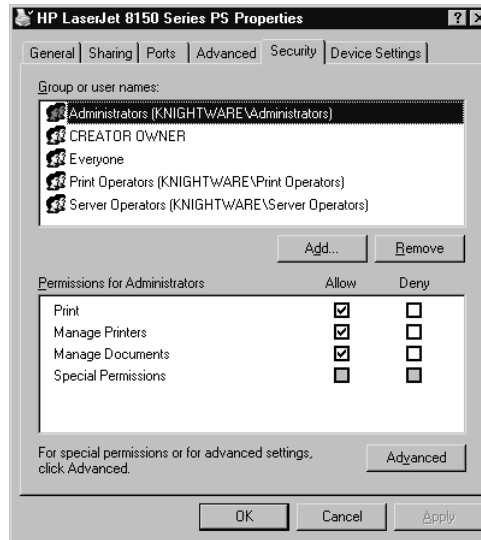 HP LaserJet 8150 Series PS Properties
General Sharing Ports Advanced Security Device Settings
Group or user names:
Administrators (KNIGHTWARE\Administrators)
CREATOR OWNER
Everyone
Print Operators (KNIGHTWARE\Print Operators)
Server Operators (KNIGHTWARE\Server Operators)
Add... Remove
Permissions for Administrators Allow Deny
Print
Manage Printers
Manage Documents
Special Permissions
For special permissions or for advanced settings,
click Advanced.
Advanced
OK Cancel Apply